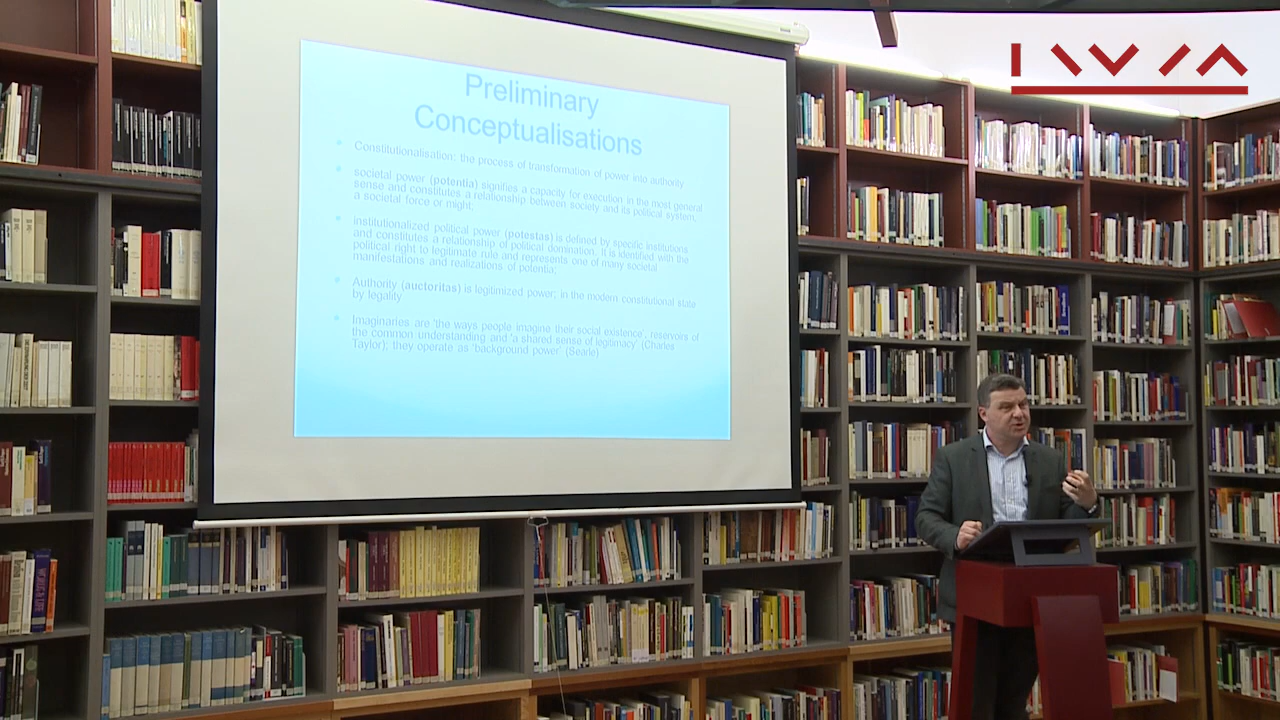 Preliminary
Conceptualisations
• Constitutionalisation: the process of transformation of power into authority
• societal power (potentia) signifies a capacity for execution in the most general
sense and constitutes a relationship between society and its political system,
a societal force or might;
• institutionalized political power (potestas) is defined by specific institutions
and constitutes a relationship of political domination. It is identified with the
political right to legitimate rule and represents one of many societal
manifestations and realizations of potentia;
• Authority (auctoritas) is legitimized power; in the modern constitutional state
by legality
• Imaginaries are 'the ways people imagine their social existence', reservoirs of
the common understanding and 'a shared sense of legitimacy' (Charles
Taylor); they operate as 'background power' (Searle)